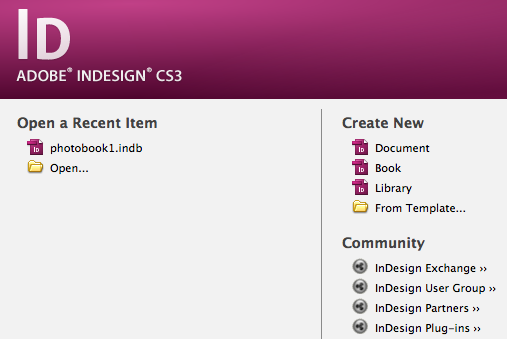 ID
ADOBE® INDESIGN® CS3
Open a Recent Item
photobook1.indb
Open...
Create New
Document
Book
Library
From Template...
Community
InDesign Exchange ››
InDesign User Group ››
InDesign Partners ››
InDesign Plug-ins ››